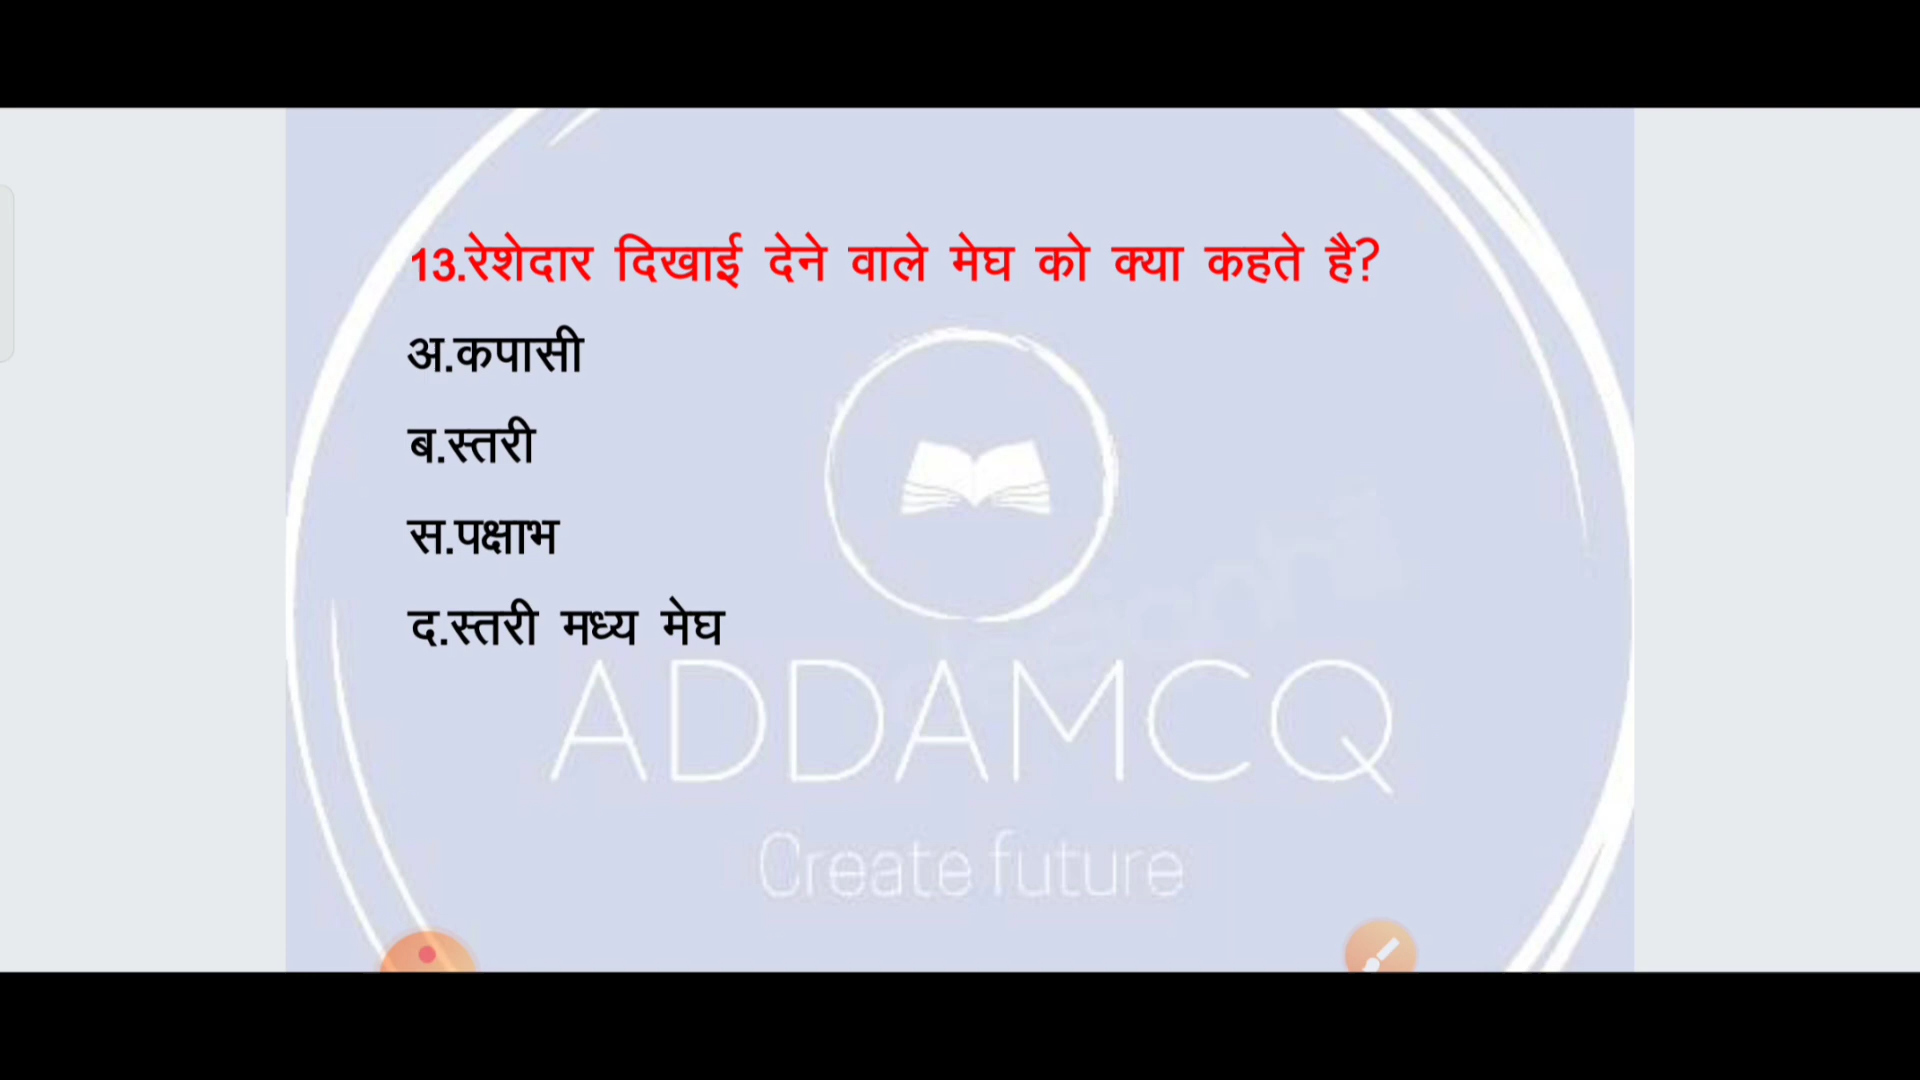 13.रेशेदार दिखाई देने वाले मेघ को क्या कहते है?
अ.कपासी
ब.स्तरी
स.पक्षाभ
द.स्तरी मध्य मेघ
ADDAMCQ
Create future